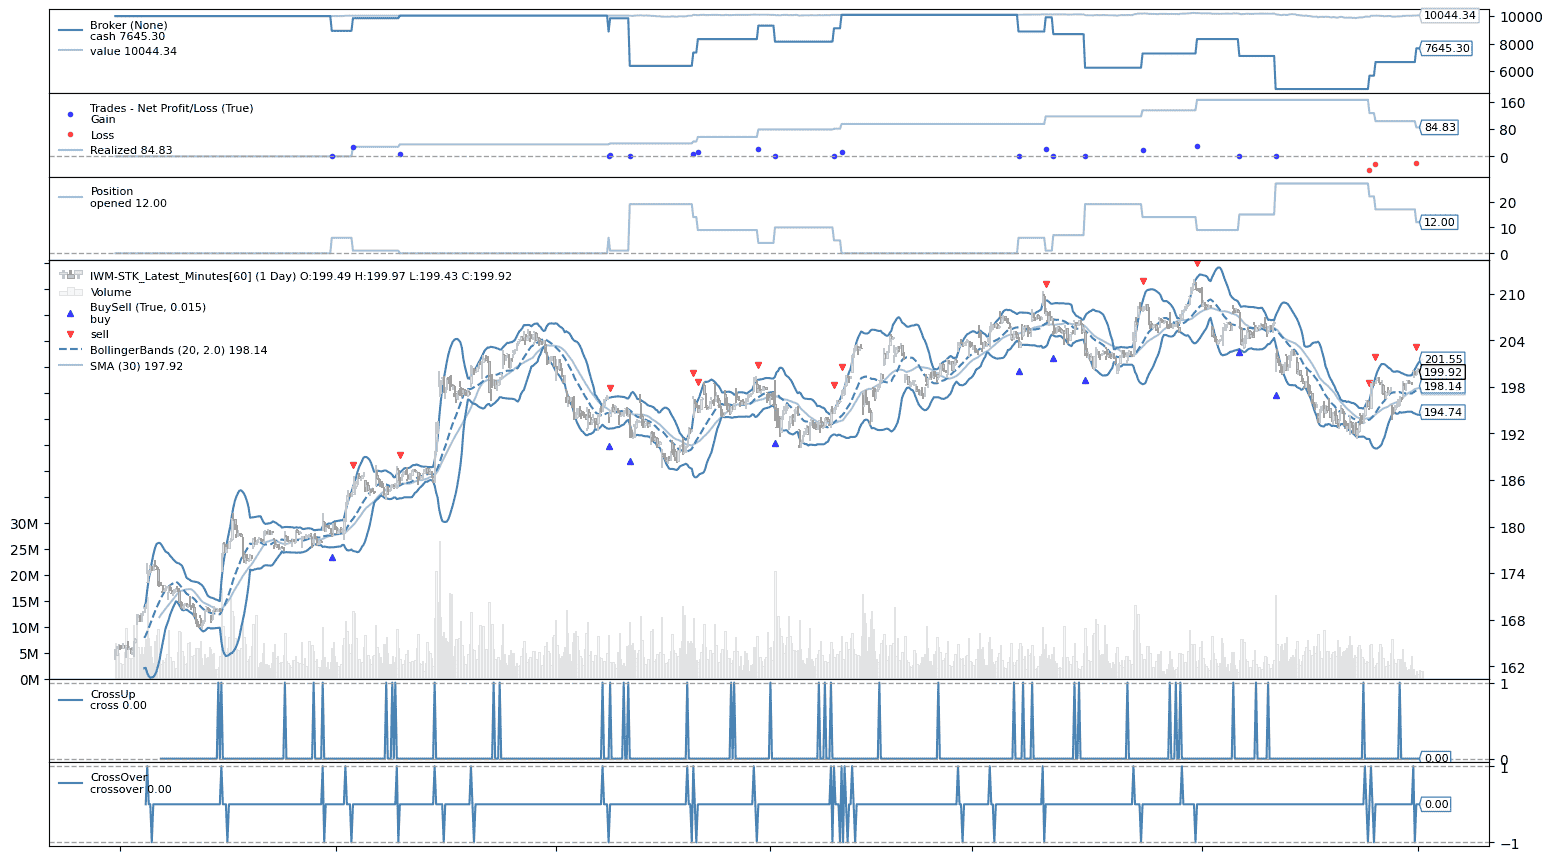 Broker (None)
cash 7645.30
value 10044.34
10044.34
7645.30
10000
8000
6000
Trades - Net Profit/Loss (True)
Gain
Loss
Realized 84.83
84.83
160
80
0
Position
opened 12.00
12.00
20
10
0
IWM-STK_Latest_Minutes[60] (1 Day) O:199.49 H:199.97 L:199.43 C:199.92
Volume
BuySell (True, 0.015)
buy
sell
BollingerBands (20, 2.0) 198.14
SMA (30) 197.92
201.55
199.92
198.14
194.74
210
204
198
192
186
180
174
168
162
30M
25M
20M
15M
10M
5M
0M
CrossUp
cross 0.00
0.00
1
0
CrossOver
crossover 0.00
0.00
1
−1